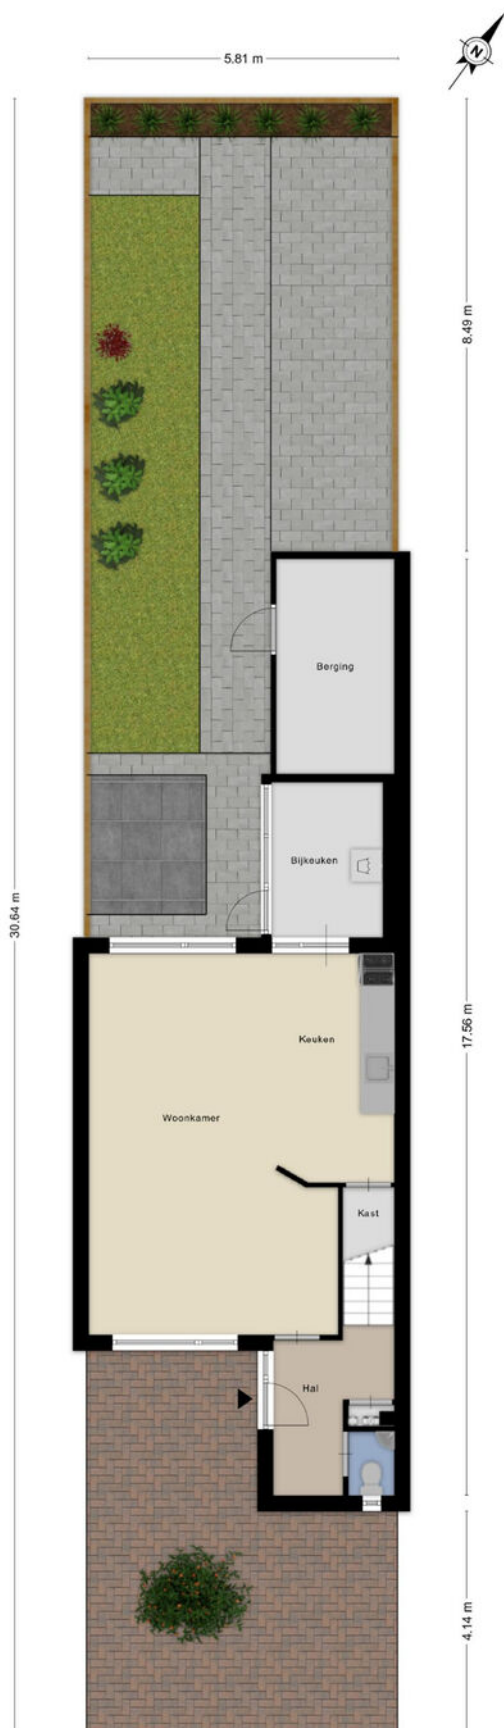 5.81 m
N
8.49 m
Berging
Bijkeuken
30.64 m
17.56 m
Keuken
Woonkamer
Kast
Hal
4.14 m